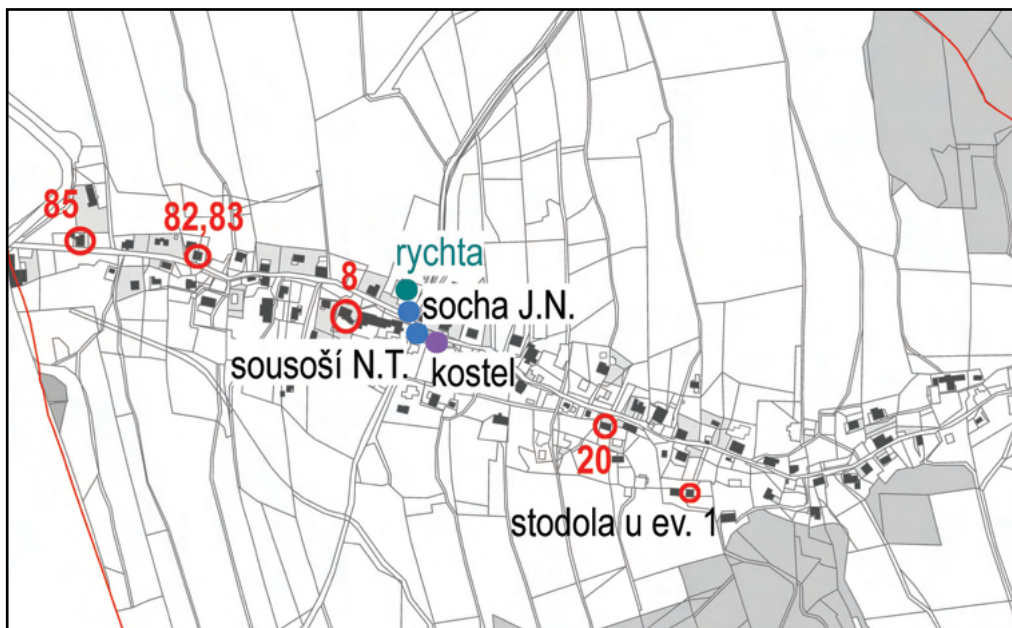 85
82,83
rychta
8
socha J.N.
sousoší N.T.
kostel
20
stodola u ev. 1